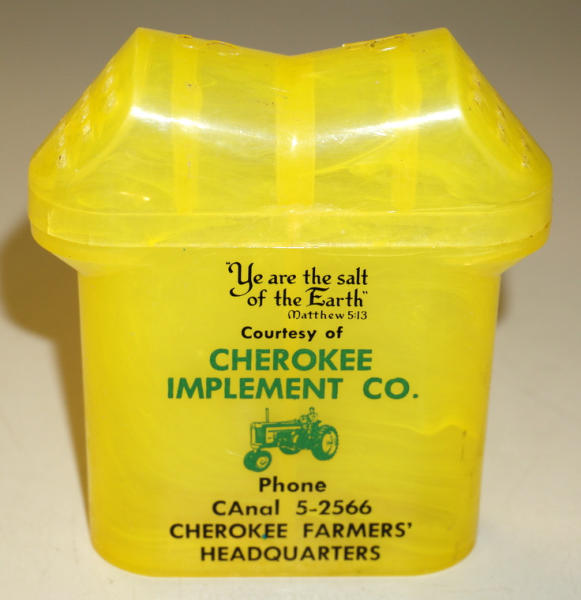 "Ye are the salt
of the Earth"
Matthew 5:13
Courtesy of
CHEROKEE
IMPLEMENT CO.
Phone
CAnal 5-2566
CHEROKEE FARMERS'
HEADQUARTERS